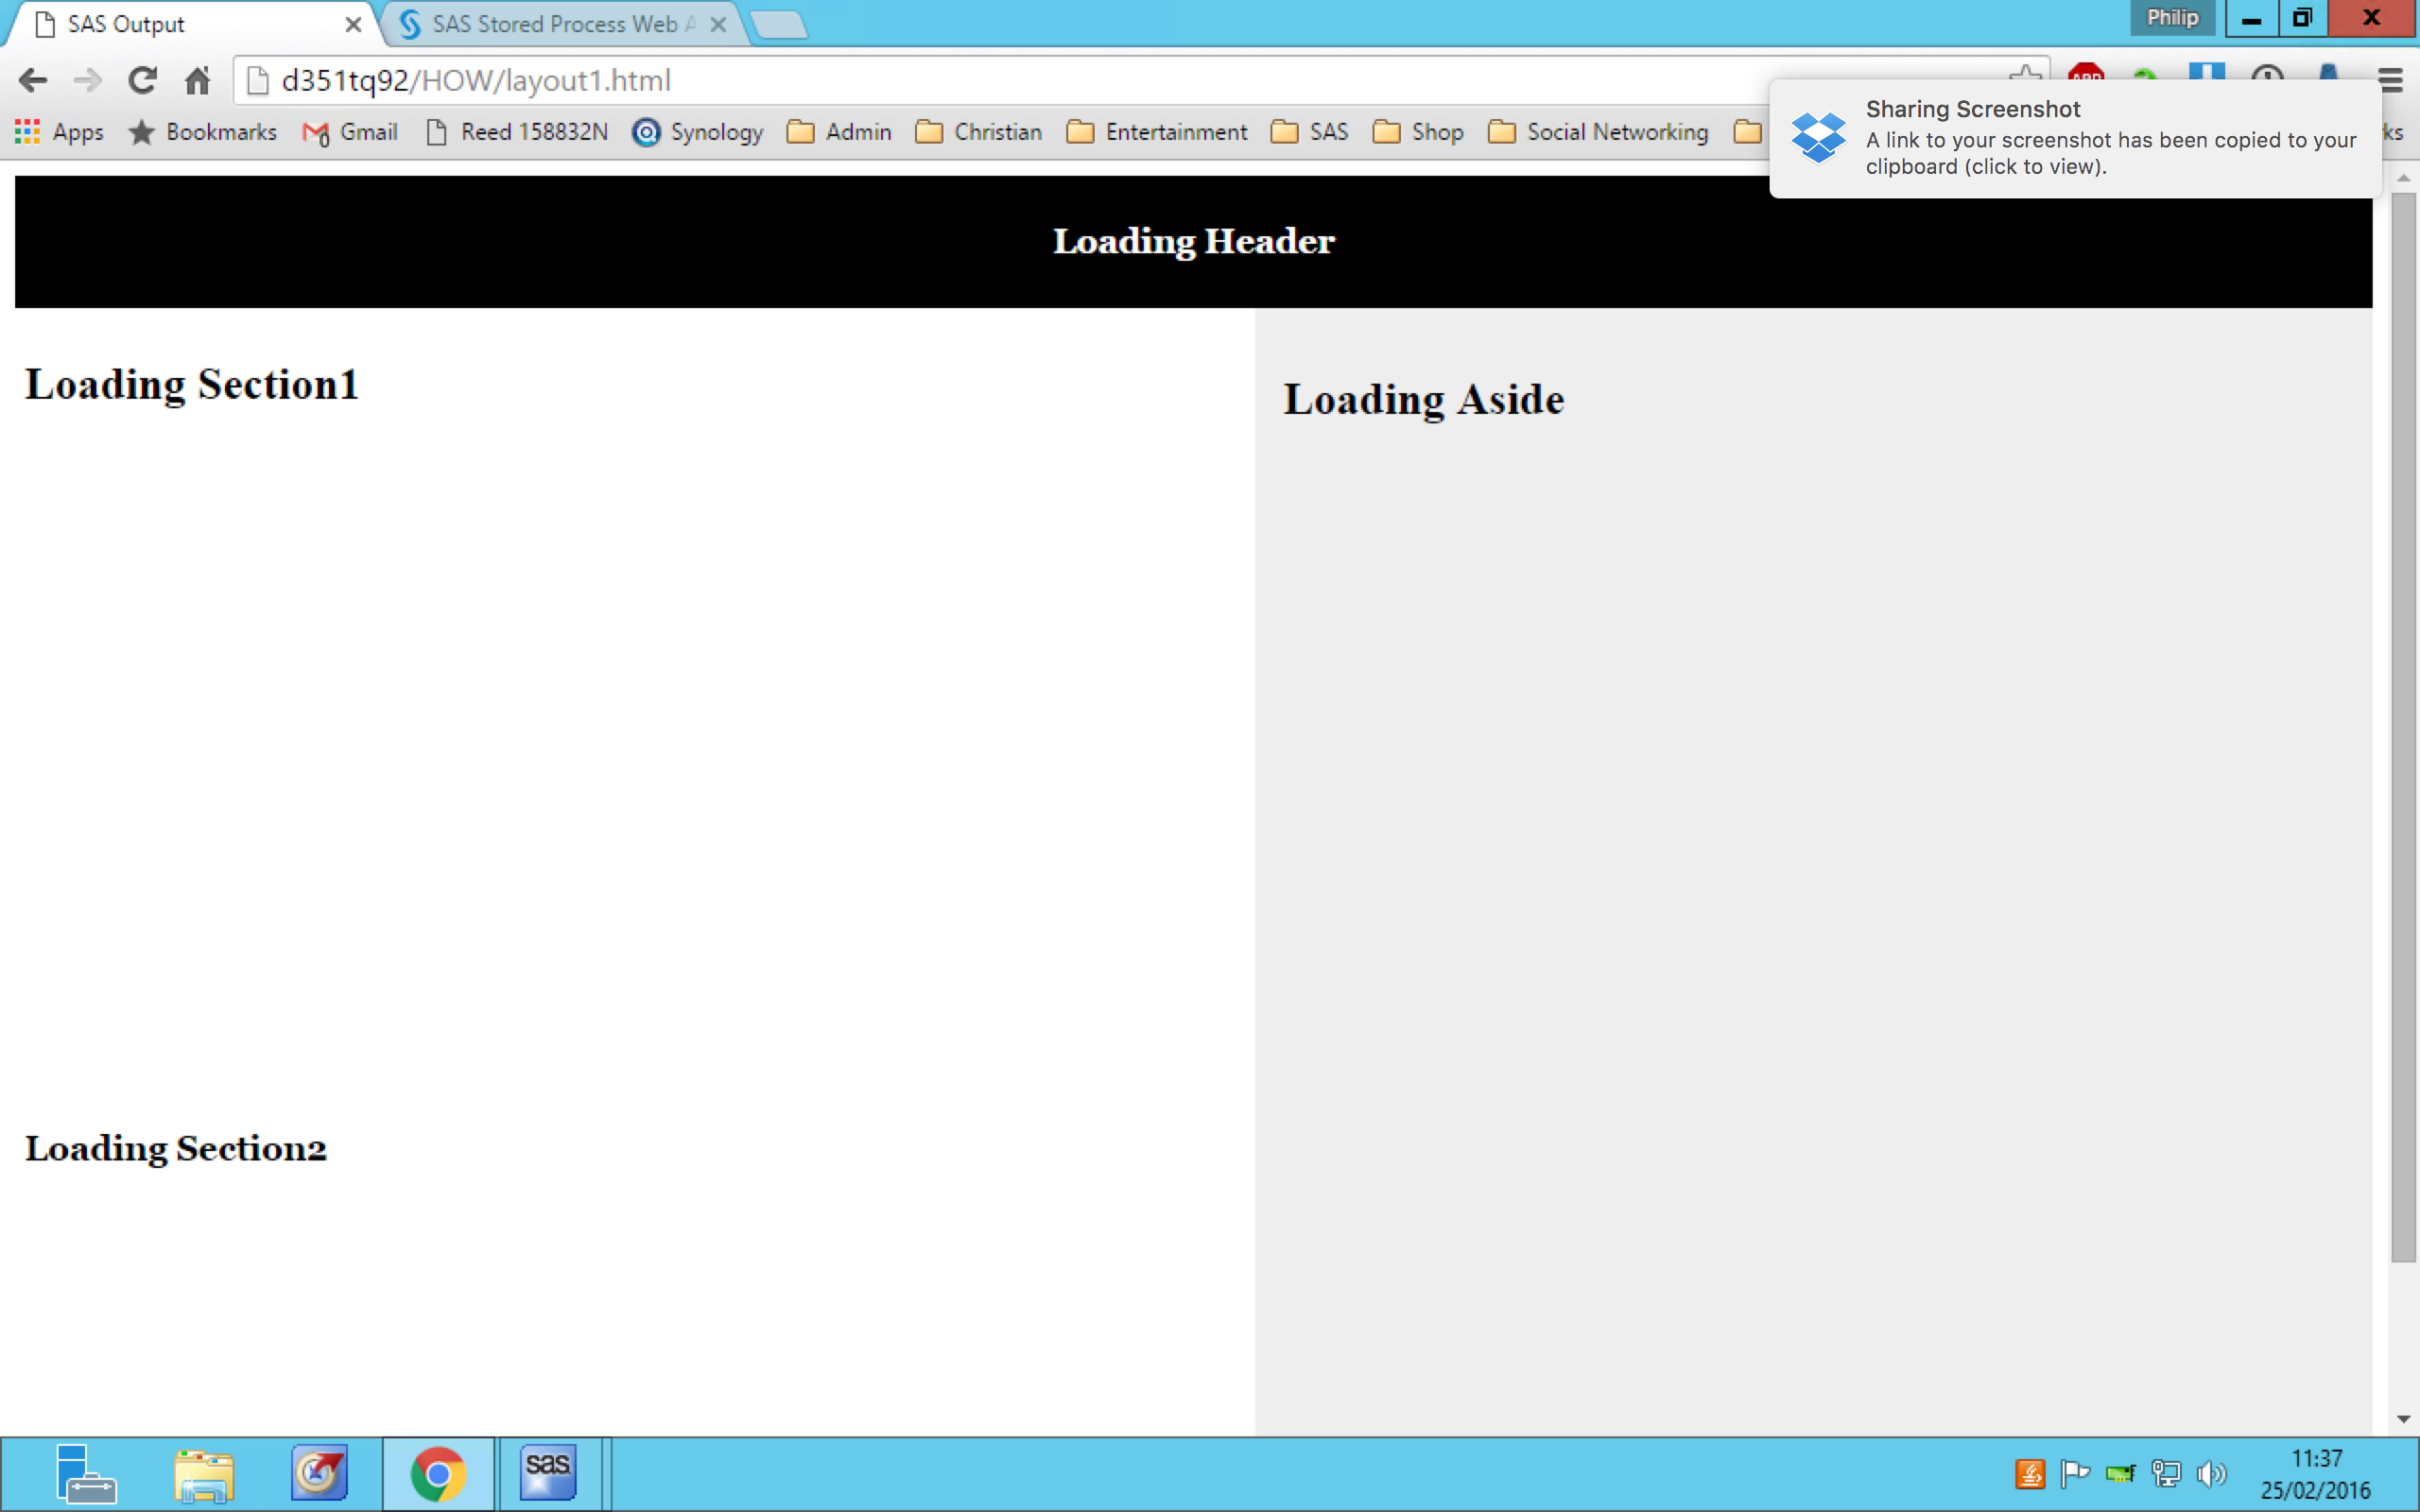 SAS Output
SAS Stored Process Web A
Philip
d351tq92/HOW/layout1.html
Apps Bookmarks Gmail Reed 158832N Synology Admin Christian Entertainment SAS Shop Social Networking
Sharing Screenshot
A link to your screenshot has been copied to your
clipboard (click to view).
Loading Header
Loading Section1
Loading Aside
Loading Section2
sas
11:37
25/02/2016